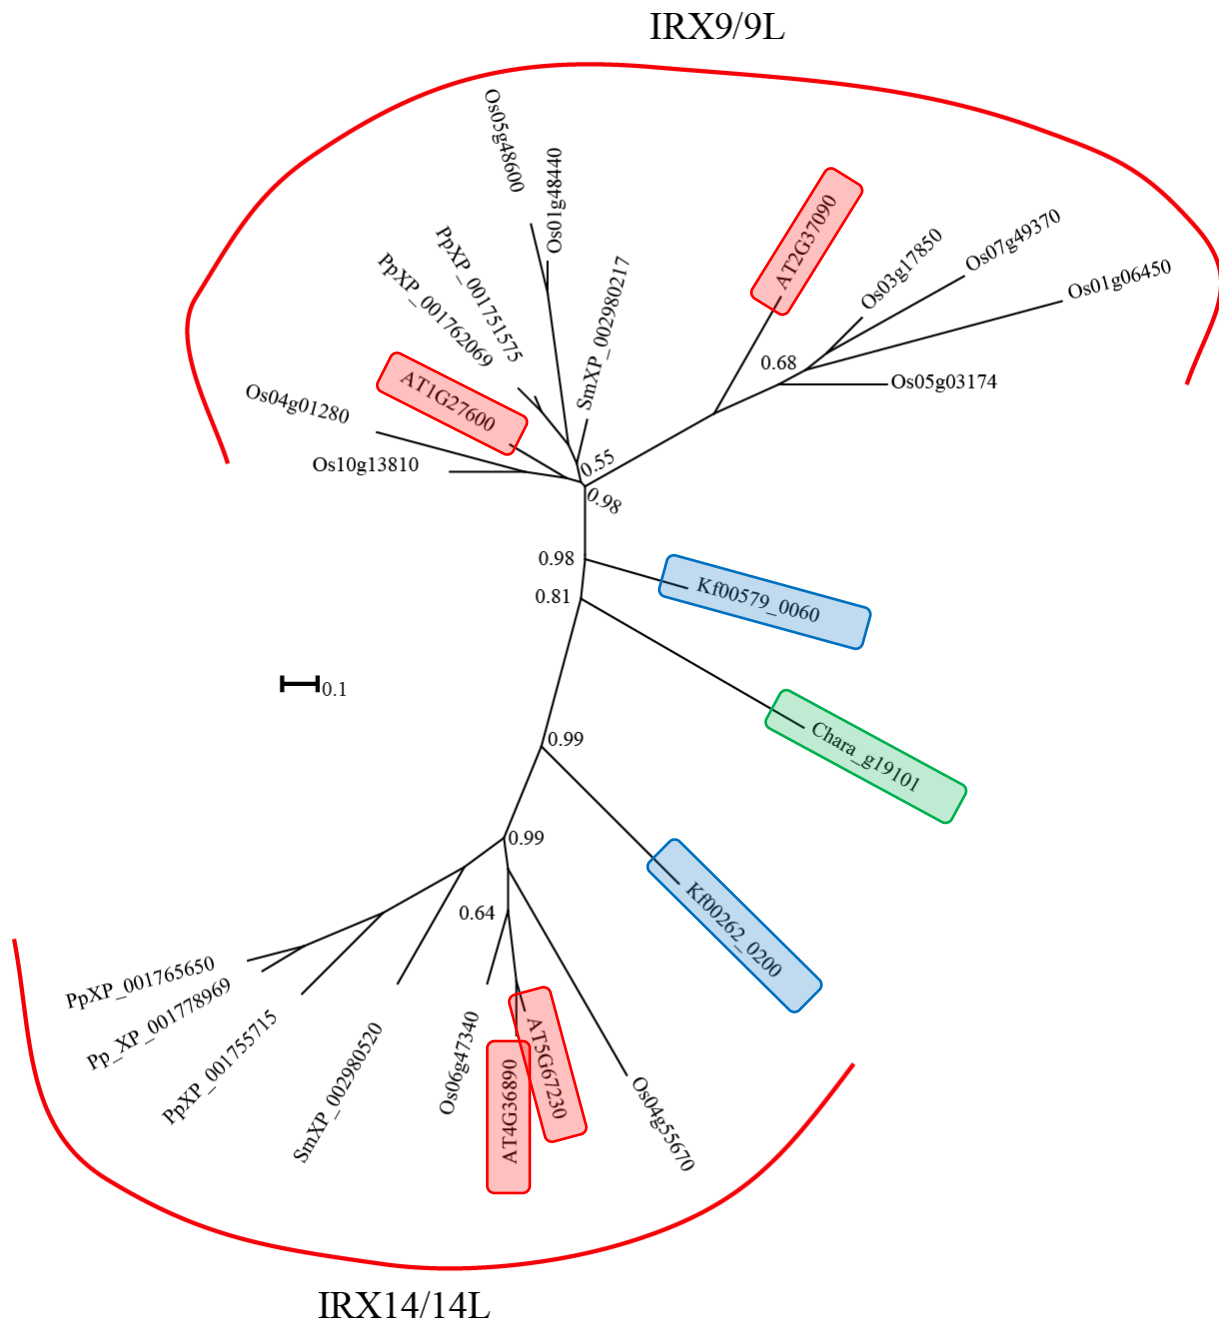 IRX9/9L
Os05g48600
Os01g48440
AT2G37090
Os03g17850
Os07g49370
Os01g06450
PpXP_001751575
PpXP_001762069
SmXP_002980217
AT1G27600
0.68
Os05g03174
Os04g01280
Os10g13810
0.55
0.98
0.98
Kf00579_0060
0.81
0.1
Chara_g19101
0.99
0.99
Kf00262_0200
0.64
PpXP_001765650
Pp_XP_001778969
PpXP_001755715
SmXP_002980520
Os06g47340
AT4G36890
AT5G67230
Os04g55670
IRX14/14L